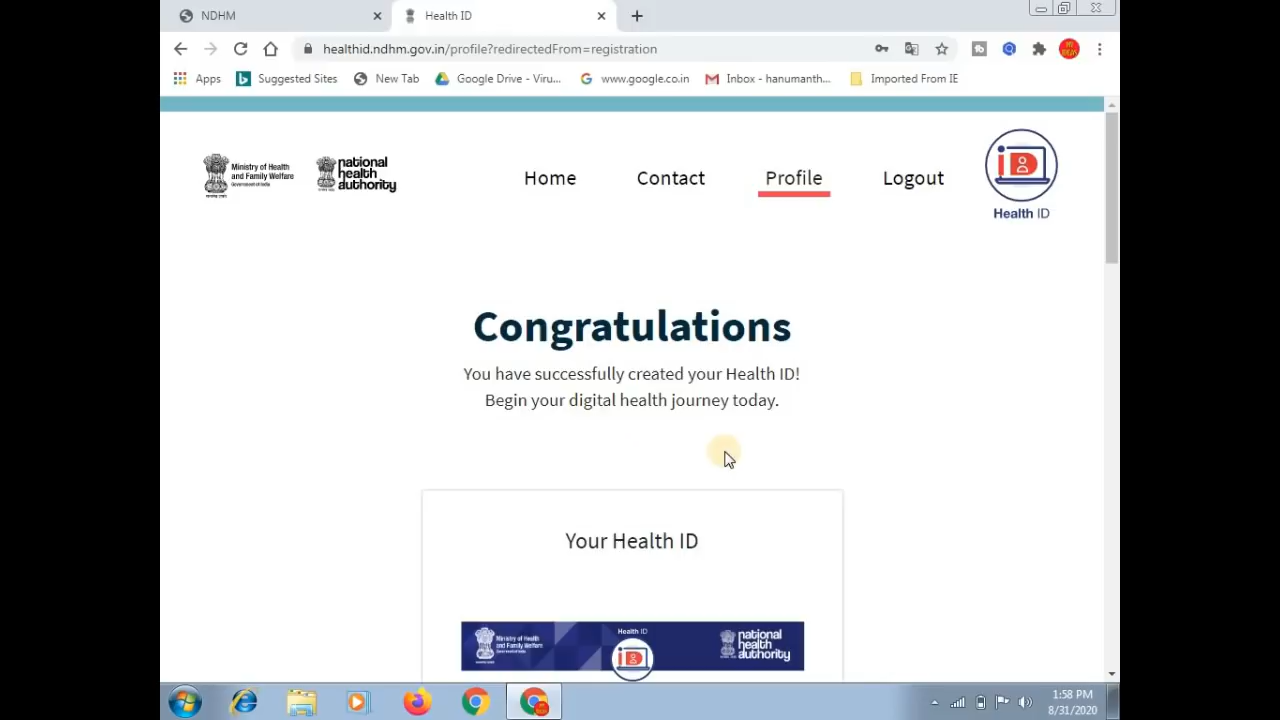 NDHM
Health ID
healthid.ndhm.gov.in/profile?redirectedFrom=registration
Apps
Suggested Sites
New Tab
Google Drive - Viru...
www.google.co.in
Inbox - hanumanth...
Imported From IE
Ministry of Health
and Family Welfare
Government of India
national
health
authority
Home
Contact
Profile
Logout
Health ID
Congratulations
You have successfully created your Health ID!
Begin your digital health journey today.
Your Health ID
Ministry of Health
and Family Welfare
Health ID
national
health
authority
1:58 PM
8/31/2020